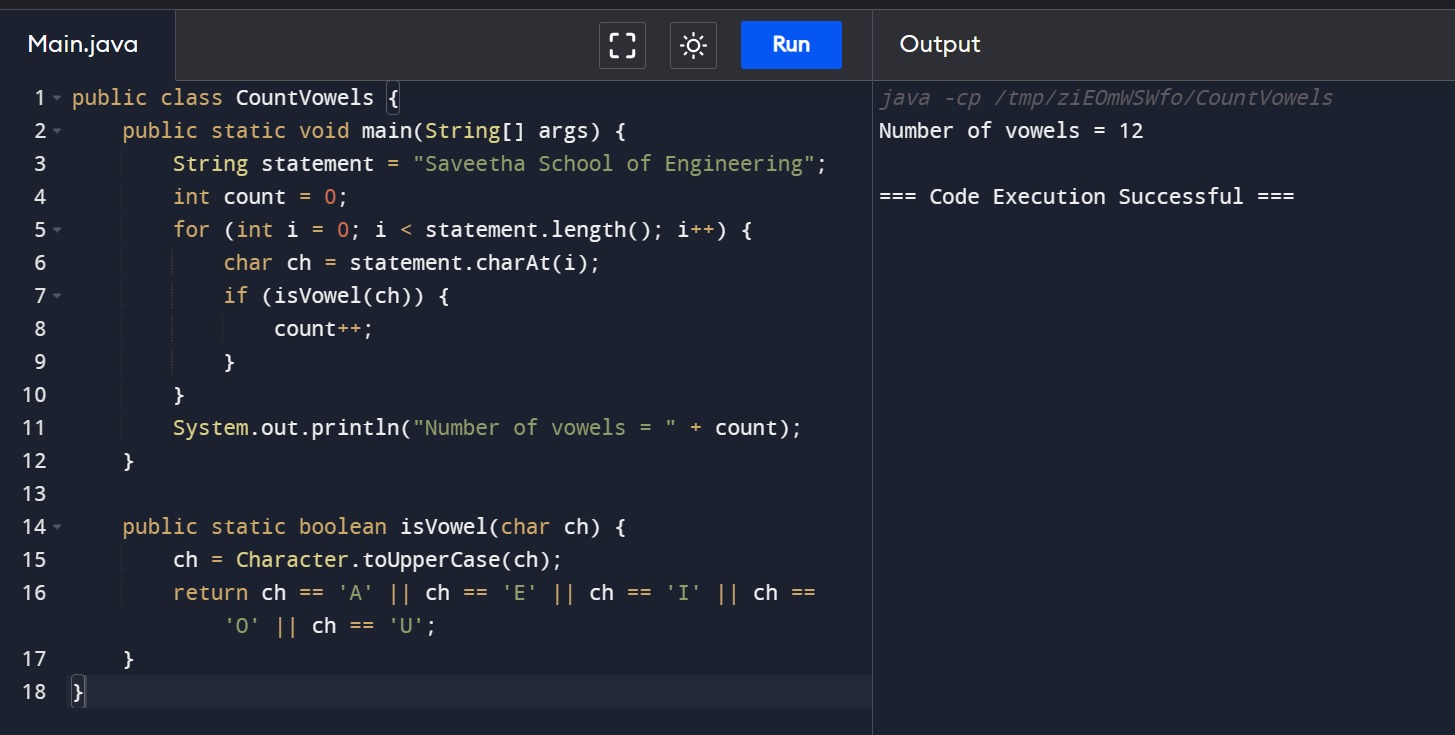 Main.java
Run
Output
1 public class CountVowels {
2     public static void main(String[] args) {
3         String statement = "Saveetha School of Engineering";
4         int count = 0;
5         for (int i = 0; i < statement.length(); i++) {
6             char ch = statement.charAt(i);
7             if (isVowel(ch)) {
8                 count++;
9             }
10         }
11         System.out.println("Number of vowels = " + count);
12     }
13
14     public static boolean isVowel(char ch) {
15         ch = Character.toUpperCase(ch);
16         return ch == 'A' || ch == 'E' || ch == 'I' || ch ==
            'O' || ch == 'U';
17     }
18 }
java -cp /tmp/ziEOmWSWfo/CountVowels
Number of vowels = 12
=== Code Execution Successful ===